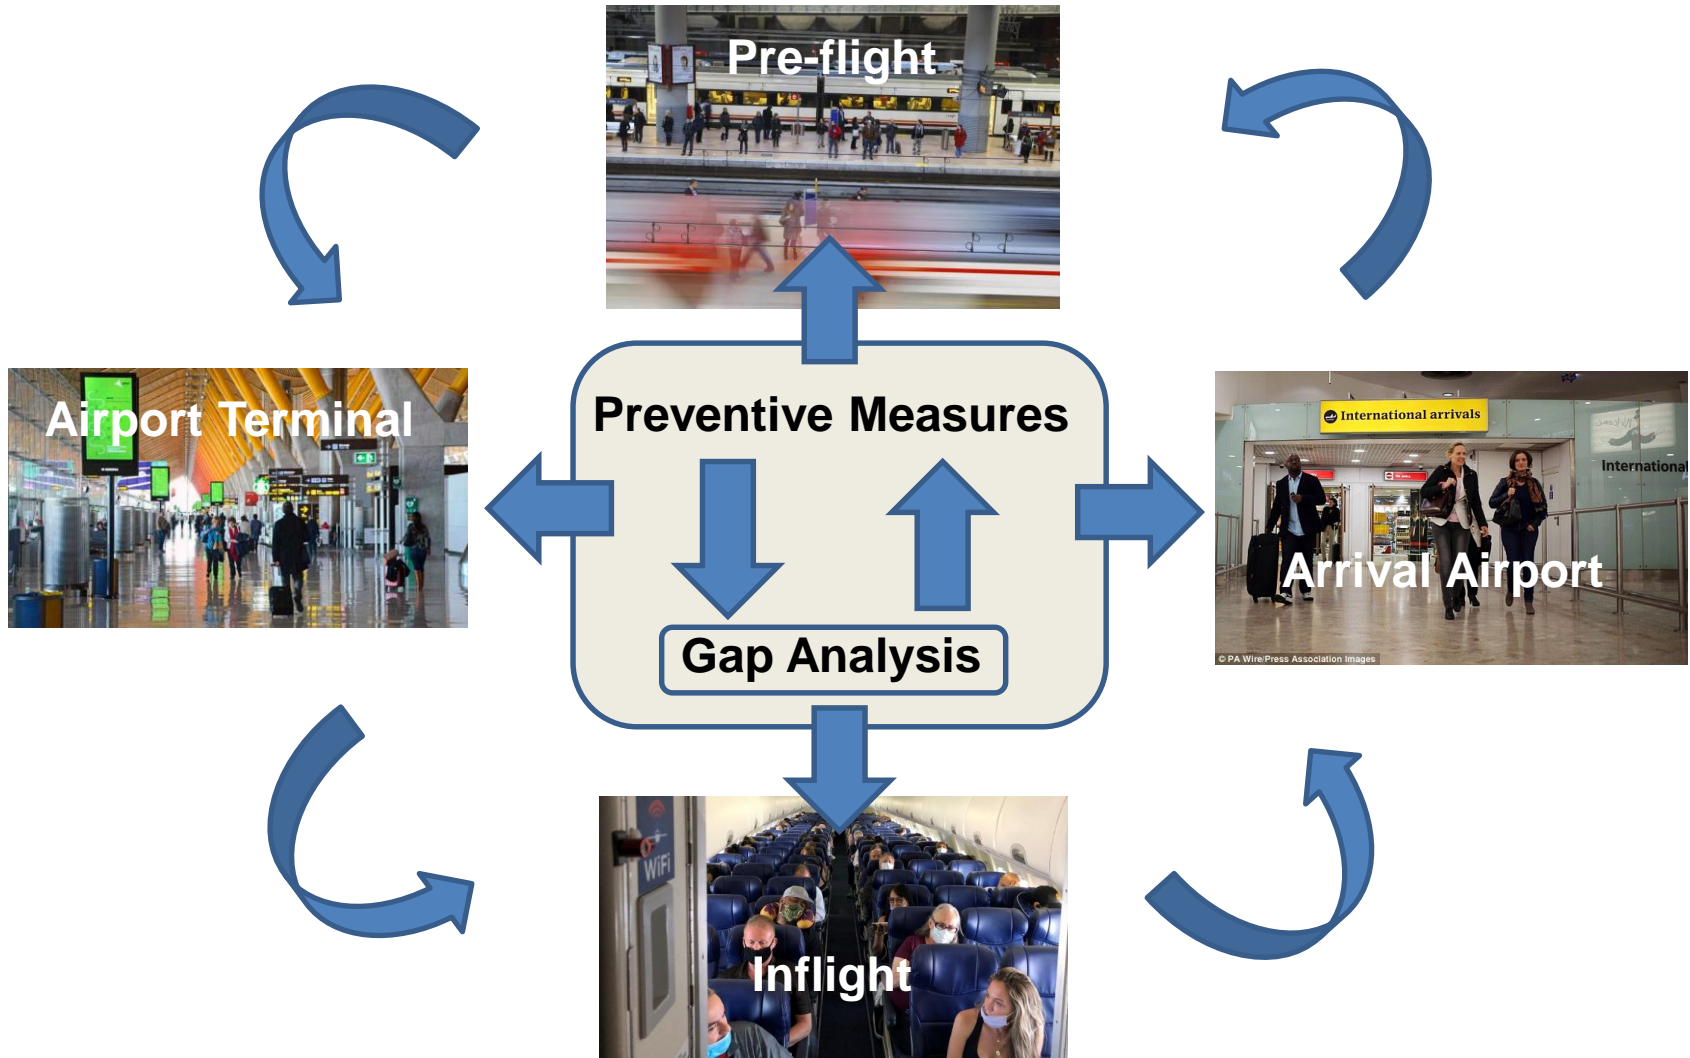 Pre-flight
Airport Terminal
Preventive Measures
Gap Analysis
International arrivals
International
Arrival Airport
© PA Wire/Press Association Images
WiFi
Inflight